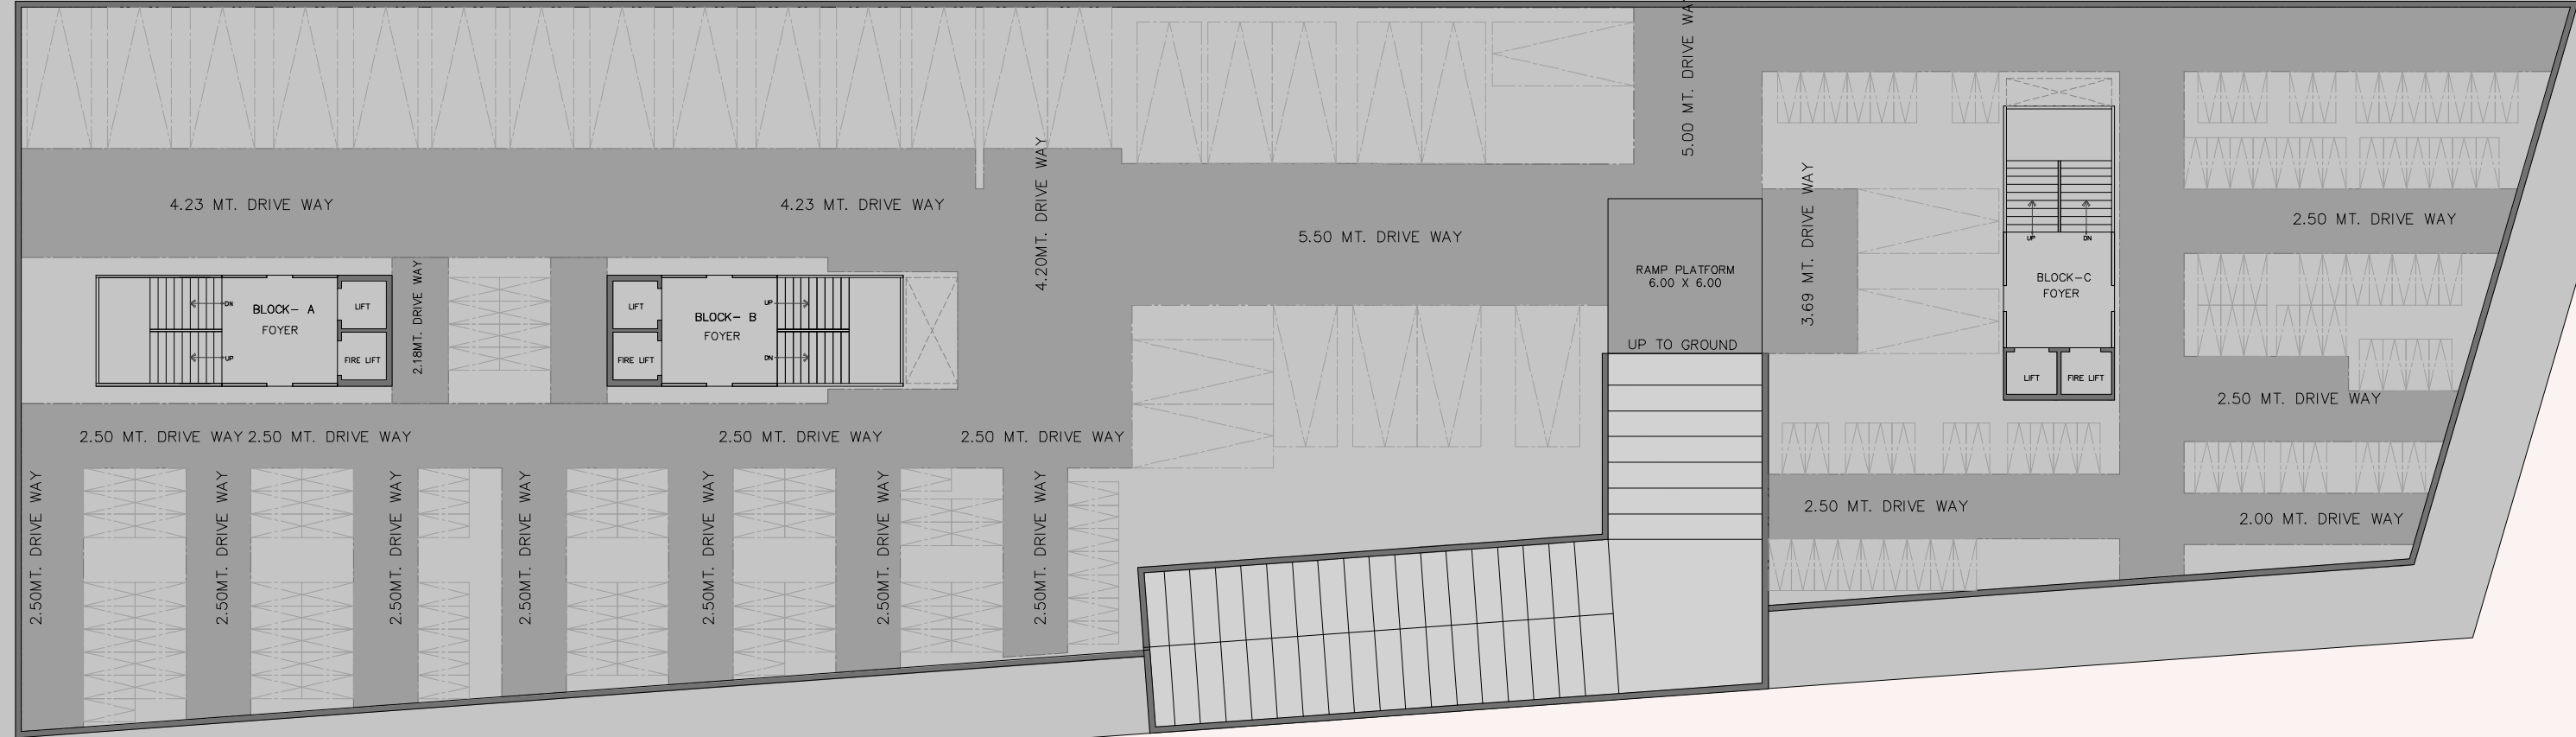 5.00 MT. DRIVE WAY
4.23 MT. DRIVE WAY
4.23 MT. DRIVE WAY
4.20MT. DRIVE WAY
5.50 MT. DRIVE WAY
3.69 MT. DRIVE WAY
2.50 MT. DRIVE WAY
RAMP PLATFORM
6.00 X 6.00
UP TO GROUND
DN
BLOCK- A
FOYER
UP
LIFT
FIRE LIFT
2.18MT. DRIVE WAY
LIFT
FIRE LIFT
BLOCK- B
FOYER
UP
DN
UP
DN
BLOCK-C
FOYER
LIFT
FIRE LIFT
2.50 MT. DRIVE WAY
2.50 MT. DRIVE WAY
2.50 MT. DRIVE WAY
2.50 MT. DRIVE WAY
2.50 MT. DRIVE WAY
2.50MT. DRIVE WAY
2.50MT. DRIVE WAY
2.50MT. DRIVE WAY
2.50MT. DRIVE WAY
2.50MT. DRIVE WAY
2.50MT. DRIVE WAY
2.50MT. DRIVE WAY
2.50 MT. DRIVE WAY
2.00 MT. DRIVE WAY